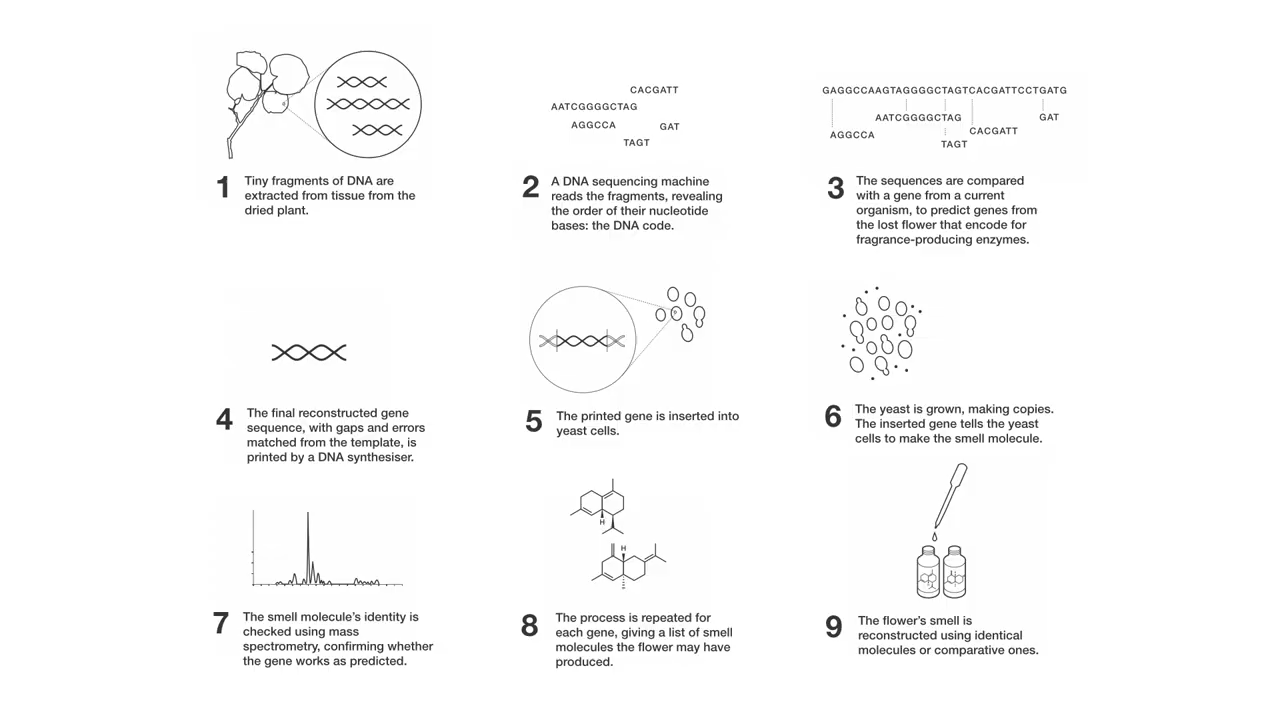 CACGATT
AATCGGGGCTAG
AGGCCA
GAT
TAGT
GAGGCCAAGTAGGGGCTAGTCACGATTCCTGATG
AATCGGGGCTAG
GAT
AGGCCA
CACGATT
TAGT
1
Tiny fragments of DNA are
extracted from tissue from the
dried plant.
2
A DNA sequencing machine
reads the fragments, revealing
the order of their nucleotide
bases: the DNA code.
3
The sequences are compared
with a gene from a current
organism, to predict genes from
the lost flower that encode for
fragrance-producing enzymes.
4
The final reconstructed gene
sequence, with gaps and errors
matched from the template, is
printed by a DNA synthesiser.
5
The printed gene is inserted into
yeast cells.
6
The yeast is grown, making copies.
The inserted gene tells the yeast
cells to make the smell molecule.
7
The smell molecule's identity is
checked using mass
spectrometry, confirming whether
the gene works as predicted.
H
H
8
The process is repeated for
each gene, giving a list of smell
molecules the flower may have
produced.
9
The flower's smell is
reconstructed using identical
molecules or comparative ones.